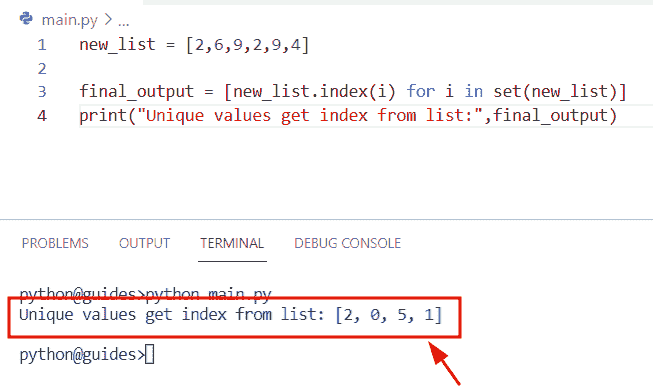 main.py > ...
1 new_list = [2,6,9,2,9,4]
2
3 final_output = [new_list.index(i) for i in set(new_list)]
4 print("Unique values get index from list:",final_output)
PROBLEMS OUTPUT TERMINAL DEBUG CONSOLE
python@guides>python main.py
Unique values get index from list: [2, 0, 5, 1]
python@guides>